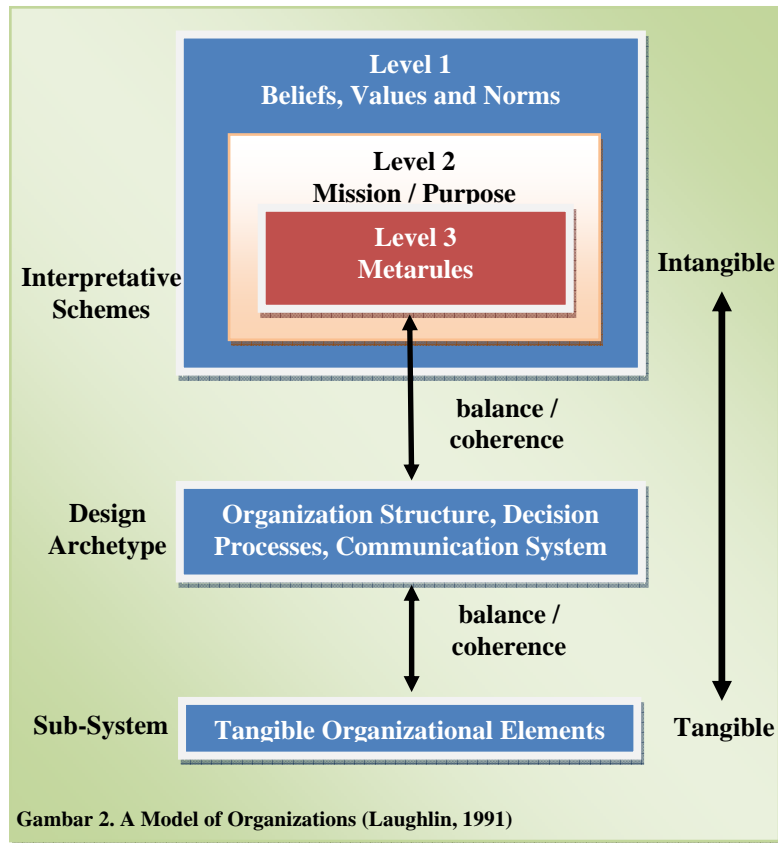 Level 1
Beliefs, Values and Norms
Level 2
Mission / Purpose
Level 3
Metarules
Interpretative
Schemes
Intangible
balance /
coherence
Design
Archetype
Organization Structure, Decision
Processes, Communication System
balance /
coherence
Sub-System
Tangible Organizational Elements
Tangible
Gambar 2. A Model of Organizations (Laughlin, 1991)